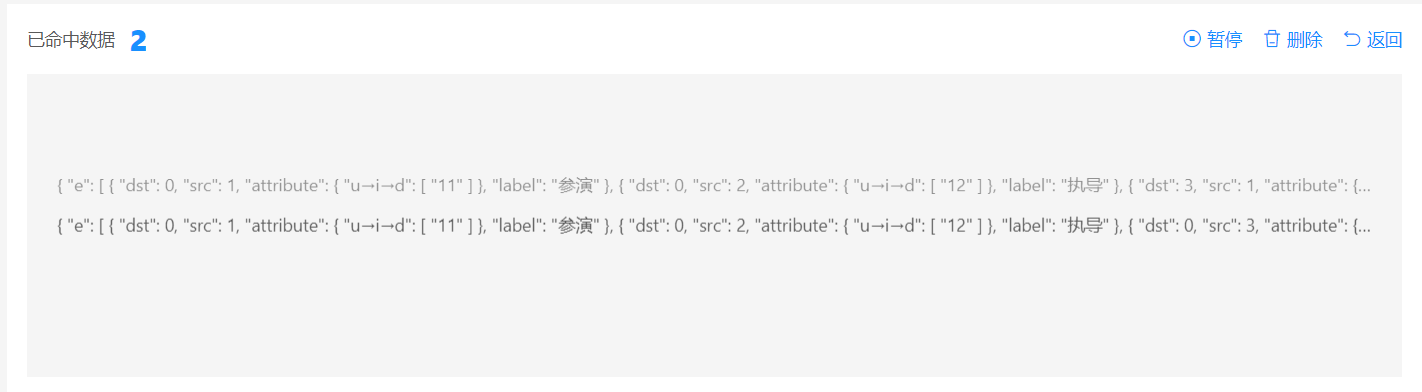 已命中数据 2 暂停 删除 返回
{ "e": [ { "dst": 0, "src": 1, "attribute": { "u→i→d": [ "11" ] }, "label": "参演" }, { "dst": 0, "src": 2, "attribute": { "u→i→d": [ "12" ] }, "label": "执导" }, { "dst": 3, "src": 1, "attribute": {...
{ "e": [ { "dst": 0, "src": 1, "attribute": { "u→i→d": [ "11" ] }, "label": "参演" }, { "dst": 0, "src": 2, "attribute": { "u→i→d": [ "12" ] }, "label": "执导" }, { "dst": 0, "src": 3, "attribute": {...